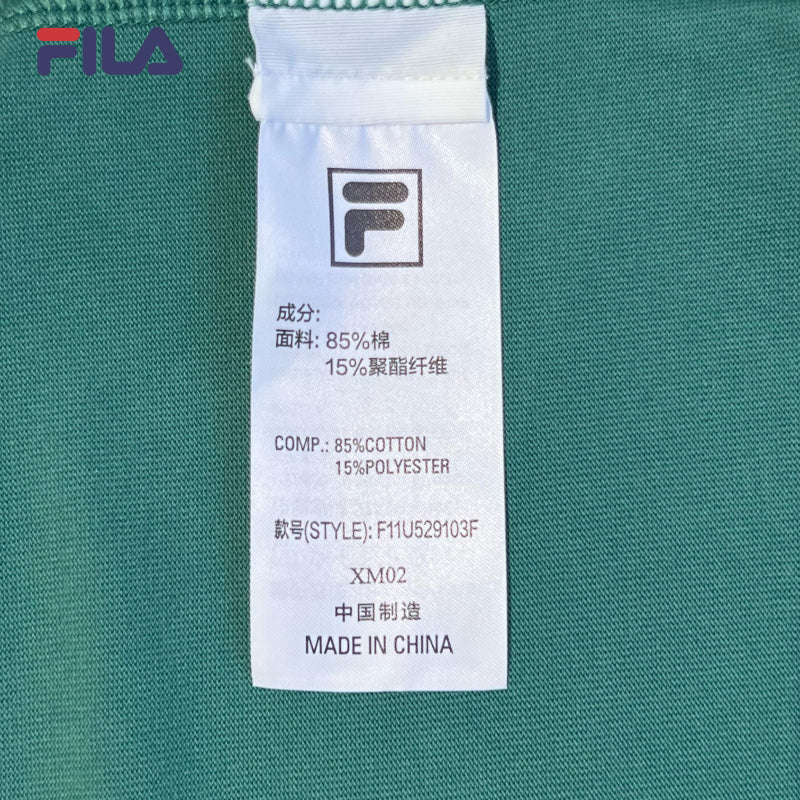 FILA
F
成分:
面料: 85%棉
15%聚酯纤维
COMP.: 85%COTTON
15%POLYESTER
款号(STYLE): F11U529103F
XM02
中国制造
MADE IN CHINA